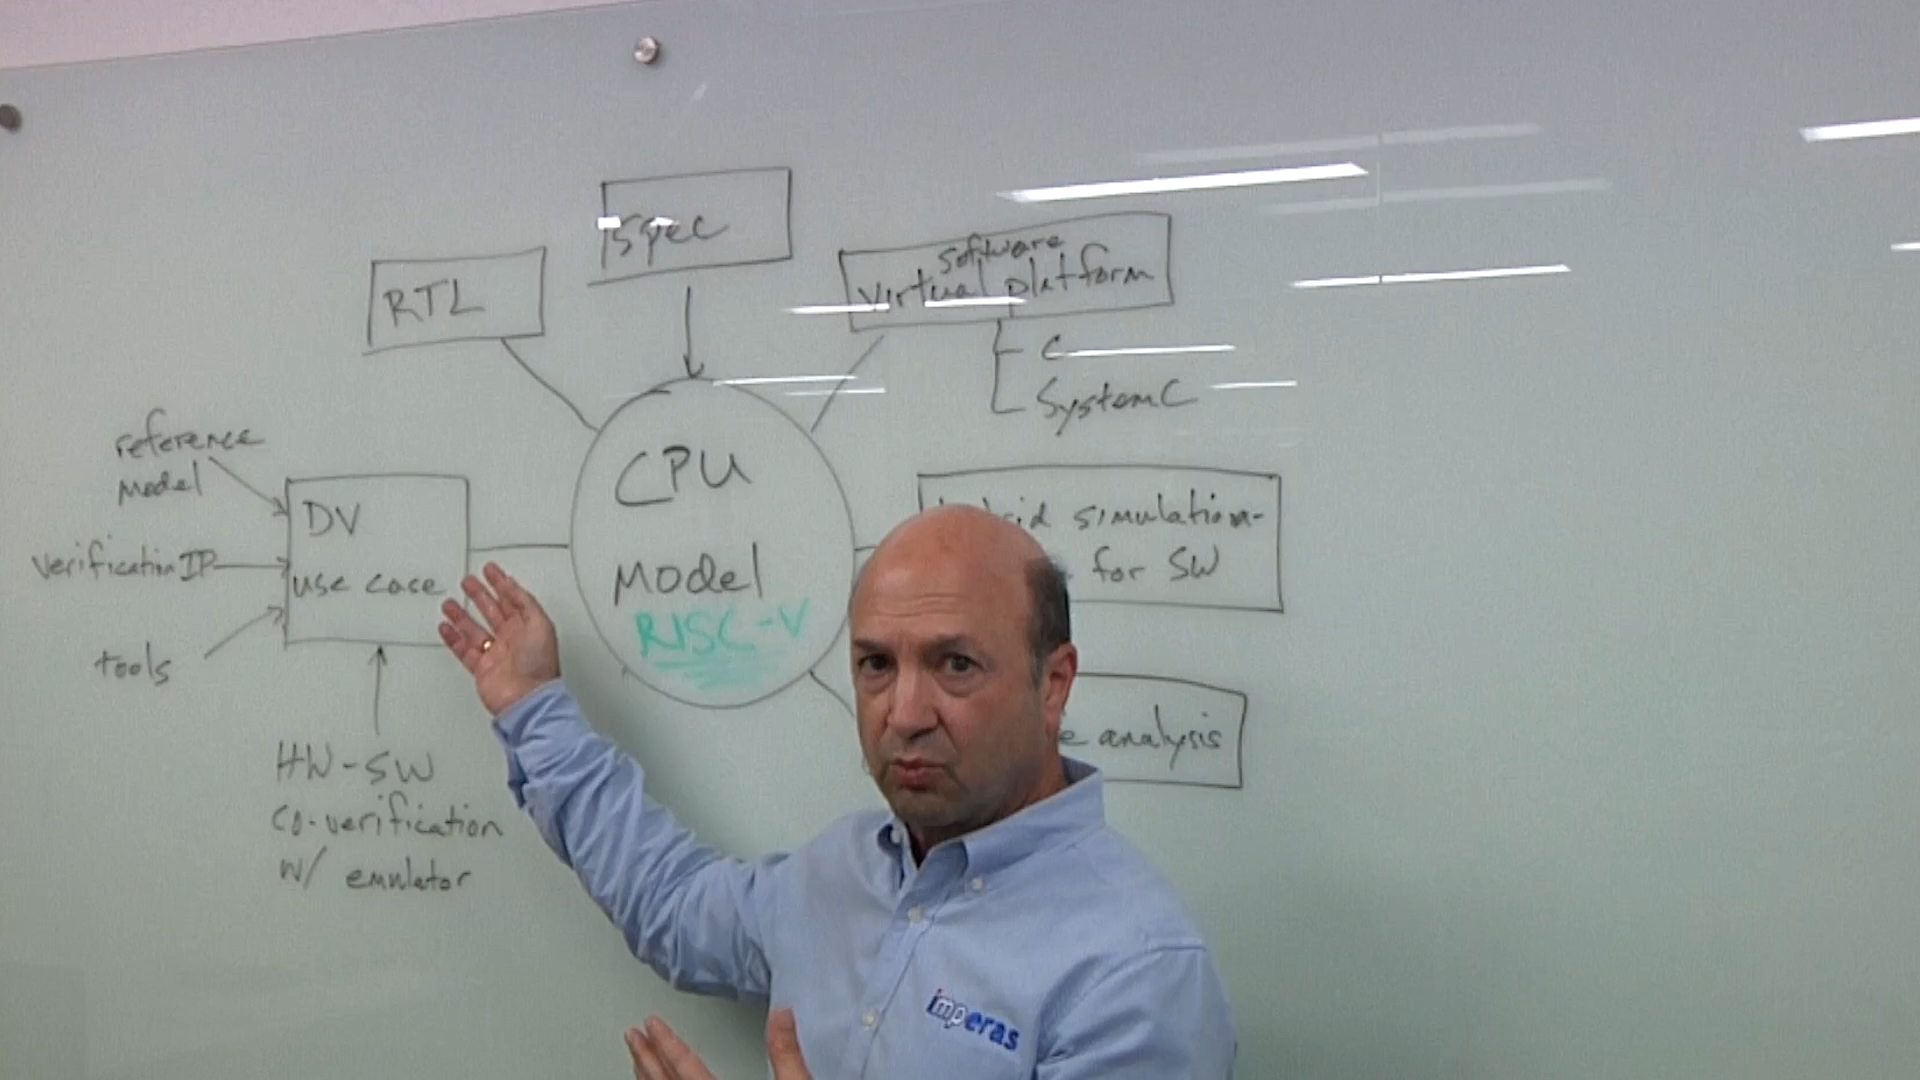 Spec
RTL
software
virtual platform
C
SystemC
reference
model
verification IP
tools
DV
use case
CPU
Model
RISC-V
simulation-
for SW
analysis
HW-SW
co-verification
w/ emulator
imperas